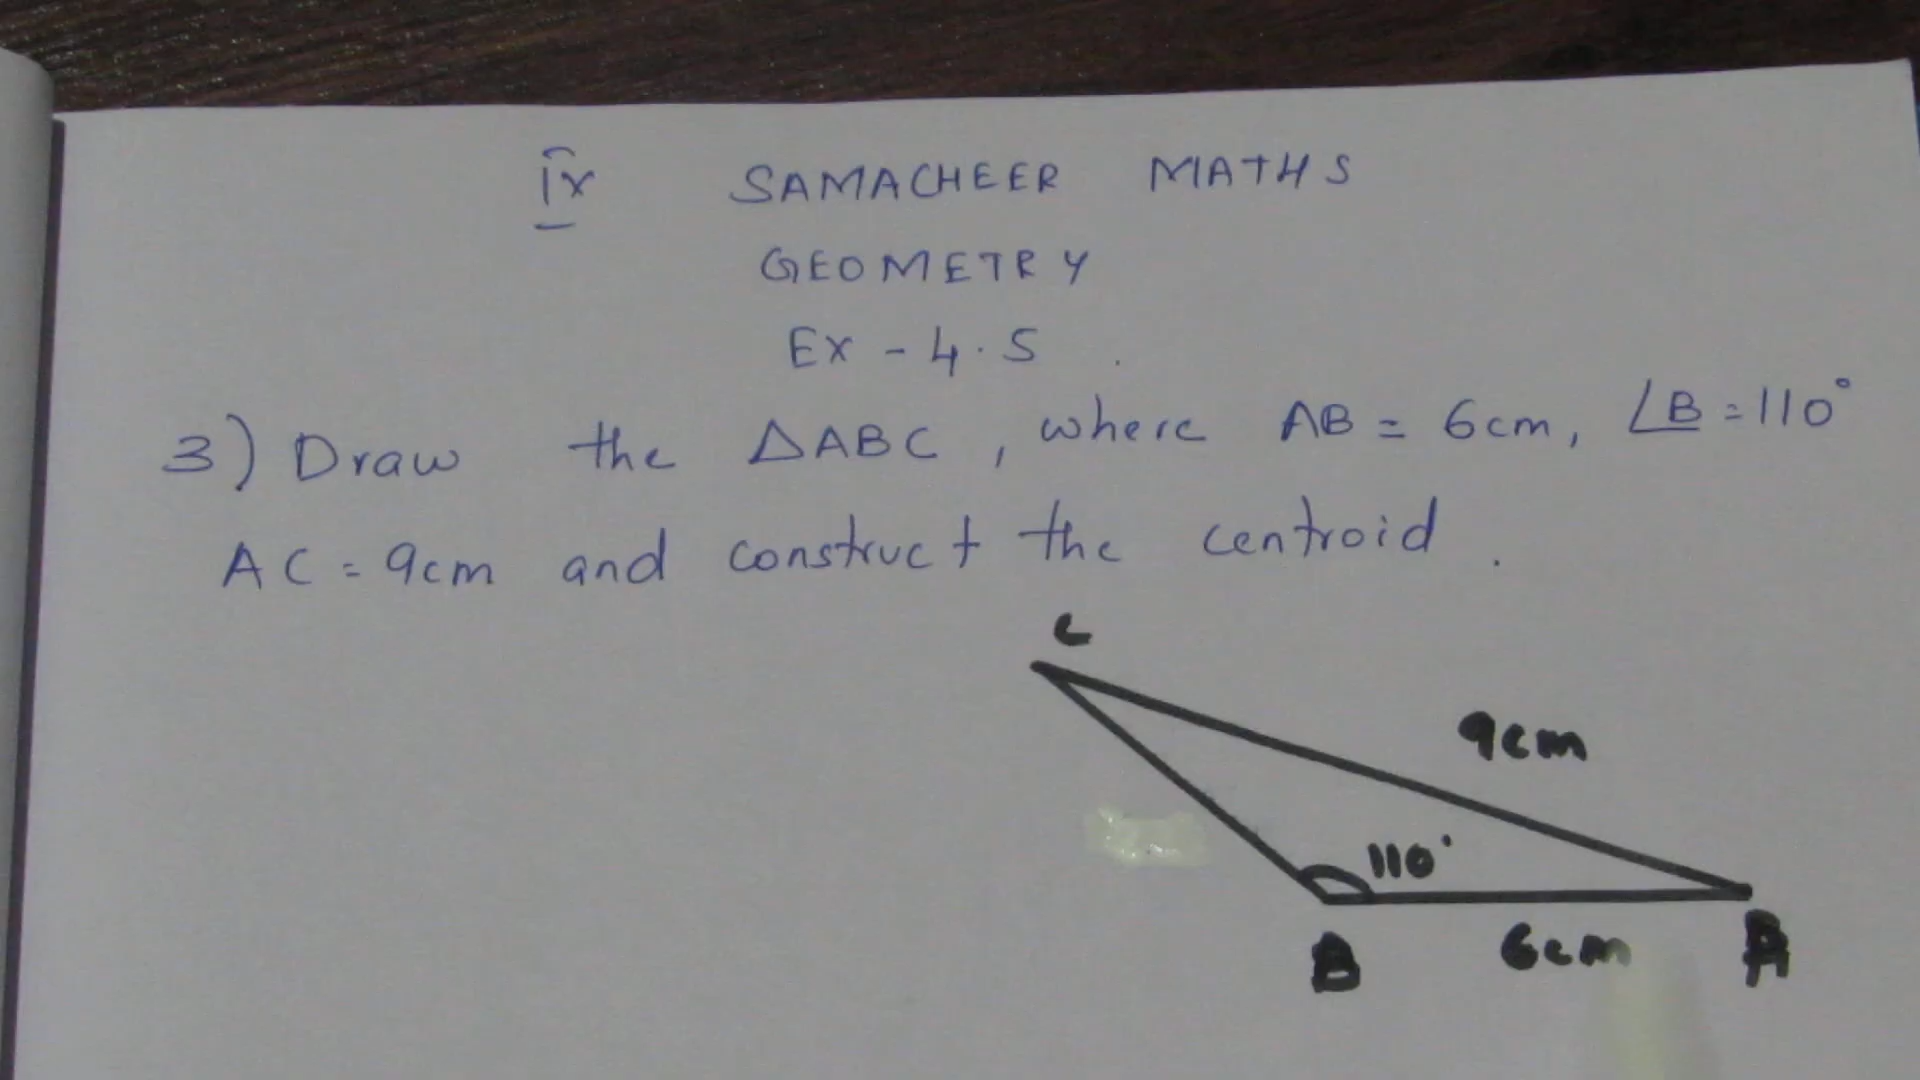 IX SAMACHEER MATHS
GEOMETRY
Ex - 4.5
3) Draw the △ABC, where AB = 6cm, ∠B = 110°
AC = 9cm and construct the centroid.
C
9cm
110°
B 6cm A